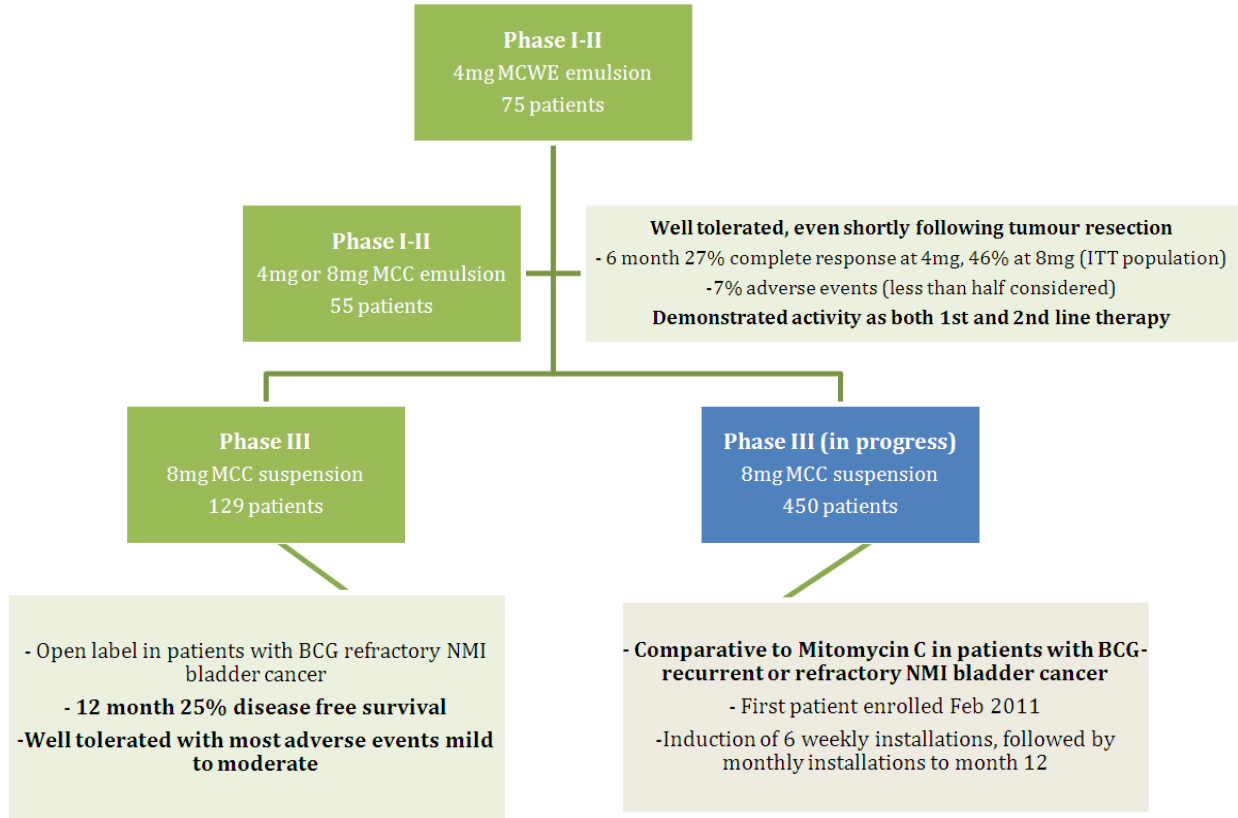 Phase I-II
4mg MCWE emulsion
75 patients
Phase I-II
4mg or 8mg MCC emulsion
55 patients
Well tolerated, even shortly following tumour resection
- 6 month 27% complete response at 4mg, 46% at 8mg (ITT population)
-7% adverse events (less than half considered)
Demonstrated activity as both 1st and 2nd line therapy
Phase III
8mg MCC suspension
129 patients
Phase III (in progress)
8mg MCC suspension
450 patients
- Open label in patients with BCG refractory NMI
bladder cancer
- 12 month 25% disease free survival
-Well tolerated with most adverse events mild
to moderate
- Comparative to Mitomycin C in patients with BCG-
recurrent or refractory NMI bladder cancer
- First patient enrolled Feb 2011
-Induction of 6 weekly installations, followed by
monthly installations to month 12